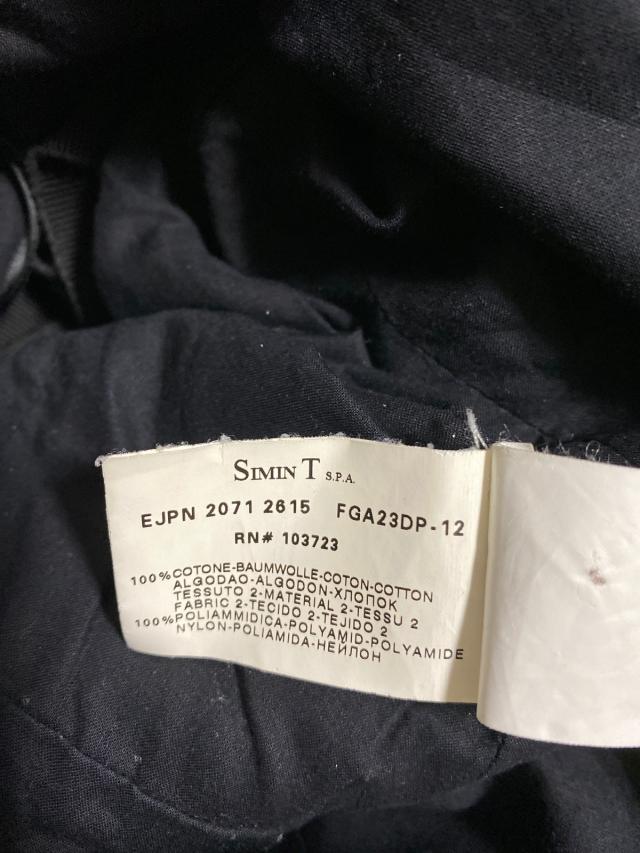 SIMIN T S.P.A.
EJPN 2071 2615 FGA23DP-12
RN# 103723
100%COTONE-BAUMWOLLE-COTON-COTTON
ALGODAO-ALGODON-ХЛОПОК
TESSUTO 2-MATERIAL 2-TESSU 2
FABRIC 2-TECIDO 2-TEJIDO 2
100%POLIAMMIDICA-POLYAMID-POLYAMIDE
NYLON-POLIAMIDA-НЕЙЛОН